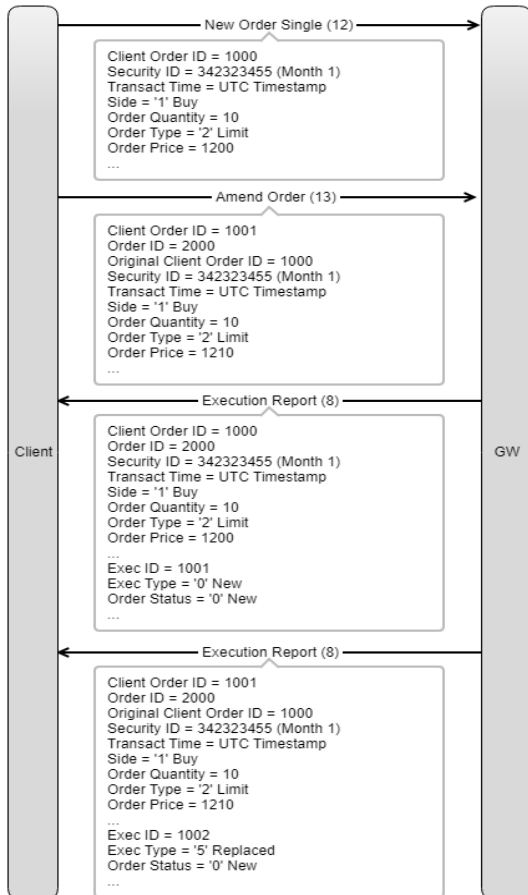 New Order Single (12)
Client Order ID = 1000
Security ID = 342323455 (Month 1)
Transact Time = UTC Timestamp
Side = '1' Buy
Order Quantity = 10
Order Type = '2' Limit
Order Price = 1200
...
Amend Order (13)
Client Order ID = 1001
Order ID = 2000
Original Client Order ID = 1000
Security ID = 342323455 (Month 1)
Transact Time = UTC Timestamp
Side = '1' Buy
Order Quantity = 10
Order Type = '2' Limit
Order Price = 1210
...
Execution Report (8)
Client Order ID = 1000
Order ID = 2000
Security ID = 342323455 (Month 1)
Transact Time = UTC Timestamp
Side = '1' Buy
Order Quantity = 10
Order Type = '2' Limit
Order Price = 1200
...
Exec ID = 1001
Exec Type = '0' New
Order Status = '0' New
...
Client
GW
Execution Report (8)
Client Order ID = 1001
Order ID = 2000
Original Client Order ID = 1000
Security ID = 342323455 (Month 1)
Transact Time = UTC Timestamp
Side = '1' Buy
Order Quantity = 10
Order Type = '2' Limit
Order Price = 1210
...
Exec ID = 1002
Exec Type = '5' Replaced
Order Status = '0' New
...